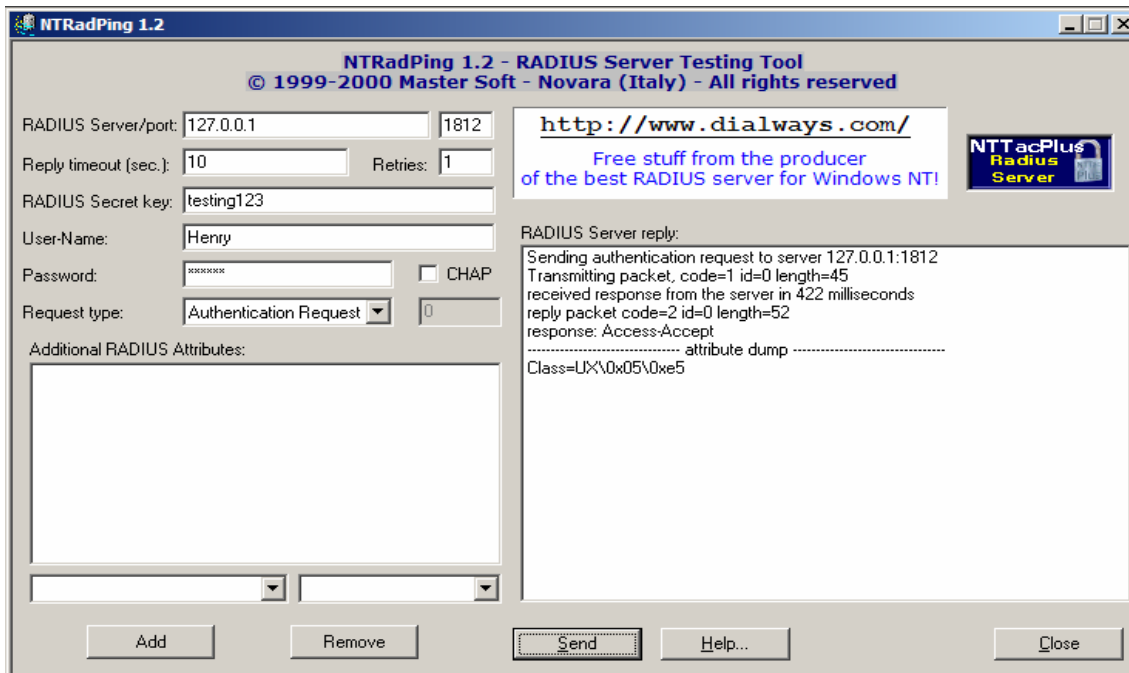 NTRadPing 1.2
NTRadPing 1.2 - RADIUS Server Testing Tool
© 1999-2000 Master Soft - Novara (Italy) - All rights reserved
RADIUS Server/port: 127.0.0.1 1812
Reply timeout (sec.): 10 Retries: 1
RADIUS Secret key: testing123
User-Name: Henry
Password: xxxxxx CHAP
Request type: Authentication Request 0
Additional RADIUS Attributes:
Add Remove
http://www.dialways.com/
Free stuff from the producer
of the best RADIUS server for Windows NT!
NTTacPlus
Radius
Server
RADIUS Server reply:
Sending authentication request to server 127.0.0.1:1812
Transmitting packet, code=1 id=0 length=45
received response from the server in 422 milliseconds
reply packet code=2 id=0 length=52
response: Access-Accept
--------------------------------- attribute dump ---------------------------------
Class=UX\0x05\0xe5
Send Help... Close